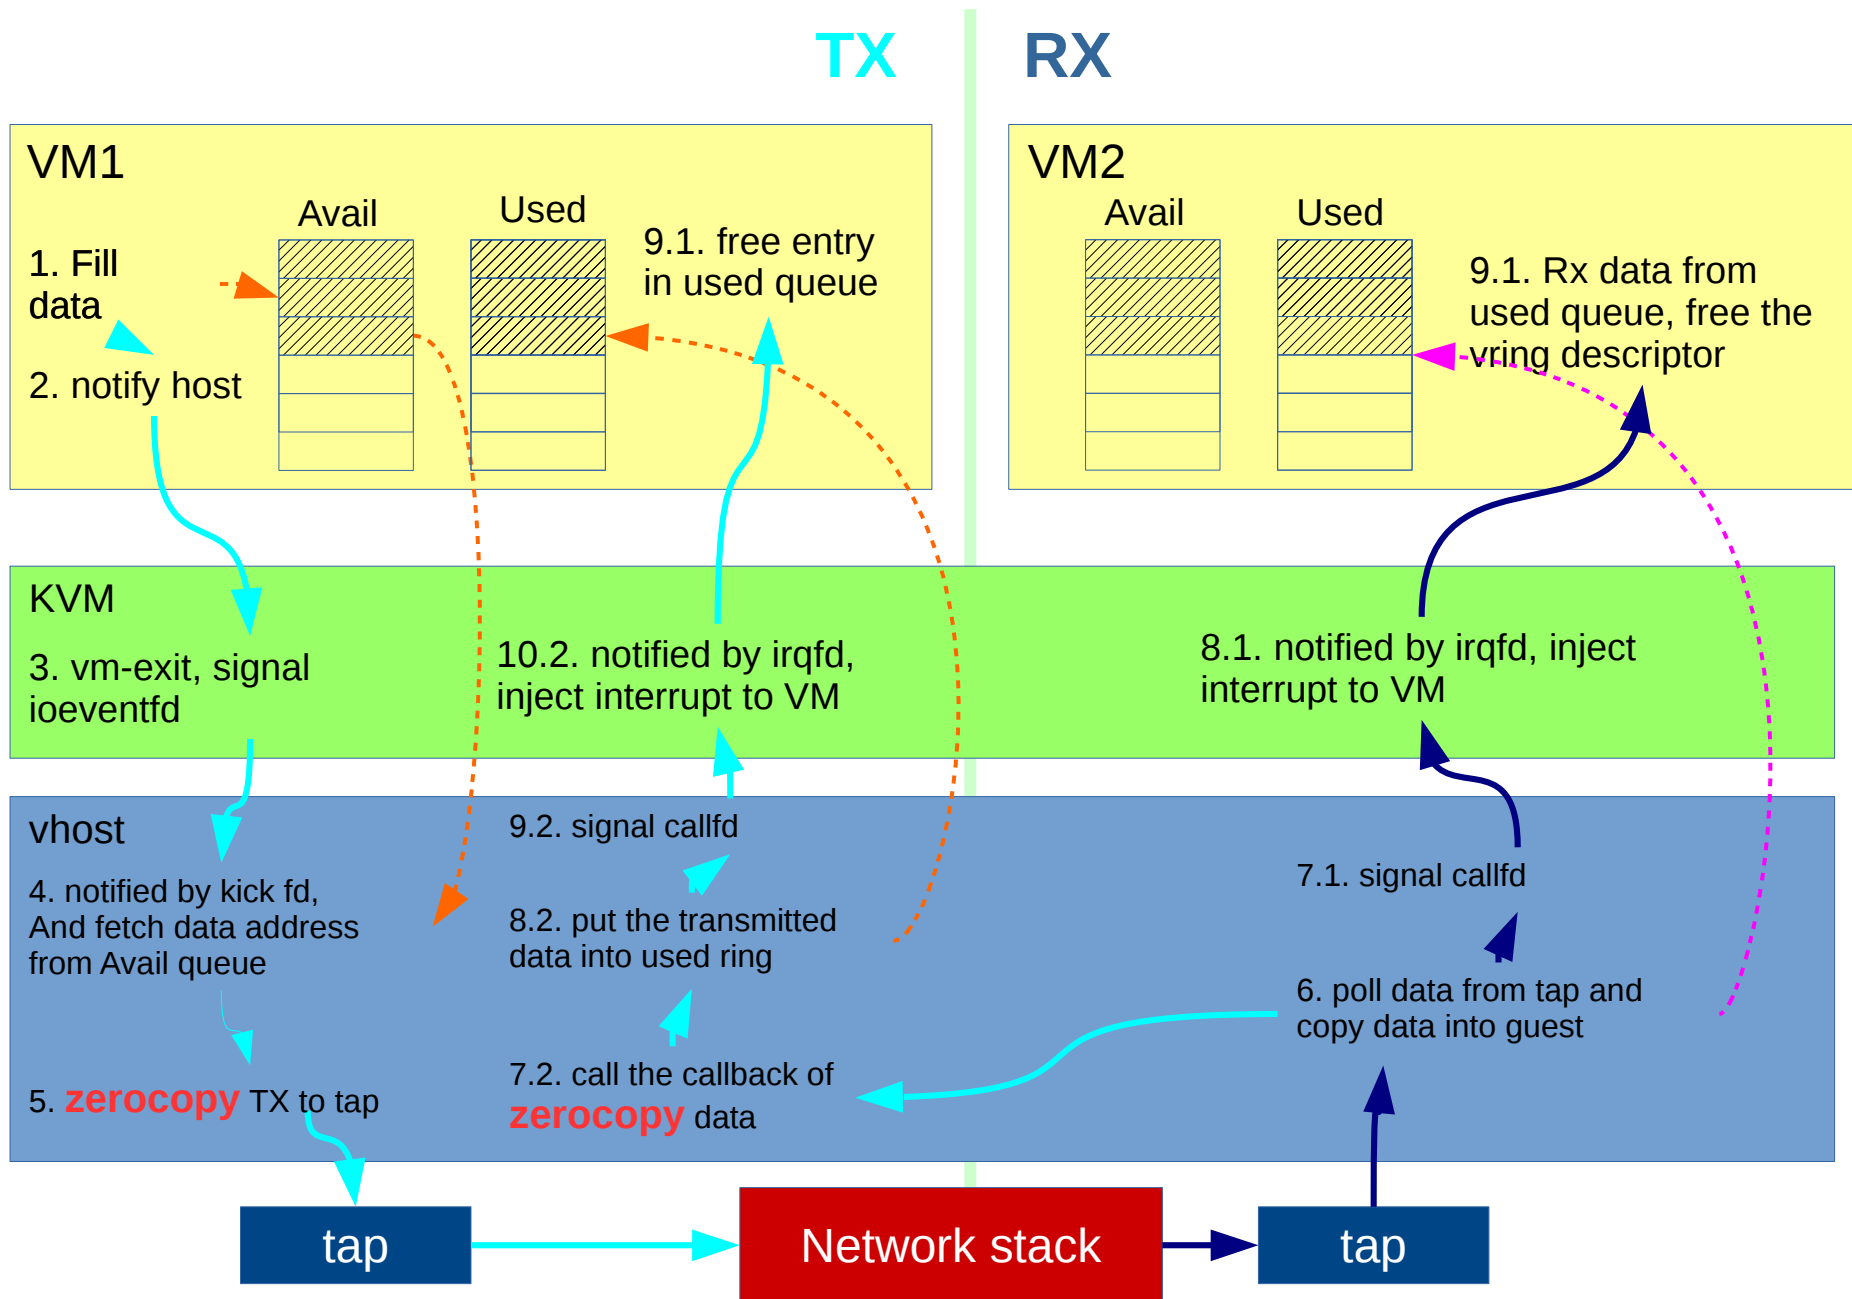 TX
RX
VM1
Avail
Used
1. Fill
data
2. notify host
9.1. free entry
in used queue
VM2
Avail
Used
9.1. Rx data from
used queue, free the
vring descriptor
KVM
3. vm-exit, signal
ioeventfd
10.2. notified by irqfd,
inject interrupt to VM
8.1. notified by irqfd, inject
interrupt to VM
vhost
4. notified by kick fd,
And fetch data address
from Avail queue
5. zerocopy TX to tap
9.2. signal callfd
8.2. put the transmitted
data into used ring
7.2. call the callback of
zerocopy data
7.1. signal callfd
6. poll data from tap and
copy data into guest
tap
Network stack
tap